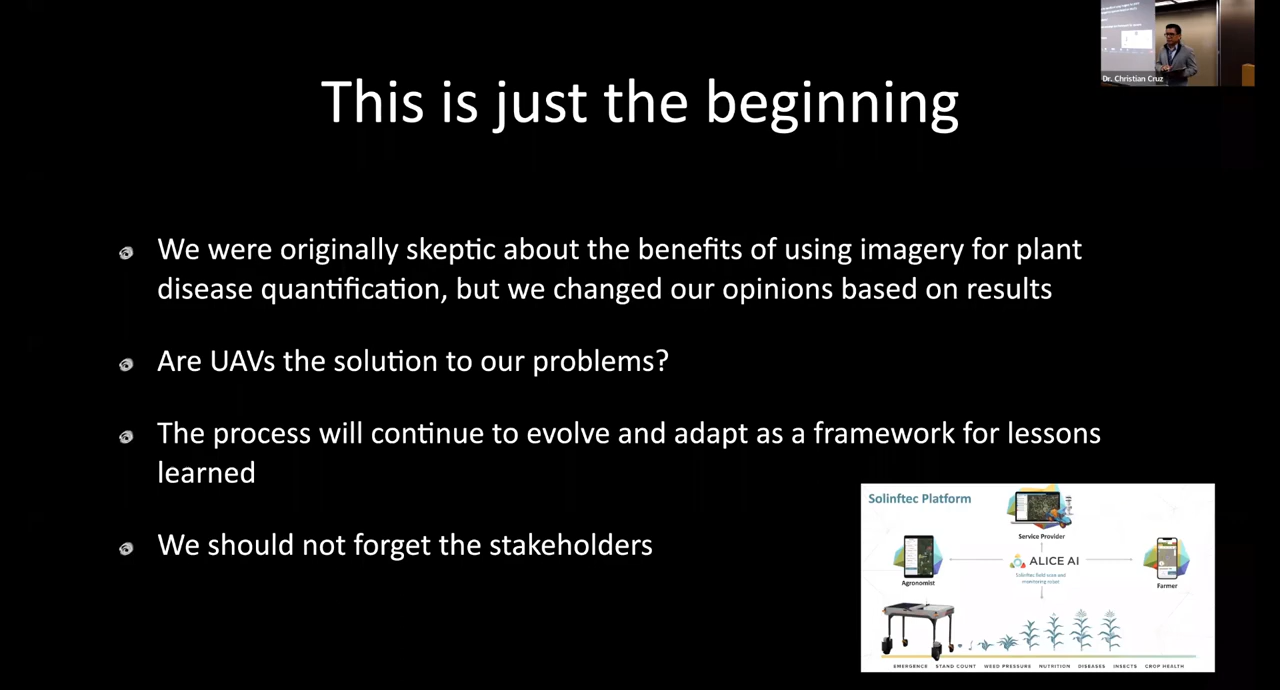 Dr. Christian Cruz
This is just the beginning
We were originally skeptic about the benefits of using imagery for plant
disease quantification, but we changed our opinions based on results
Are UAVs the solution to our problems?
The process will continue to evolve and adapt as a framework for lessons
learned
We should not forget the stakeholders
Solinftec Platform
Service Provider
ALICE AI
Agronomist
Farmer
EMERGENCE STAND COUNT WEED PRESSURE NUTRITION DISEASES INSECTS CROP HEALTH